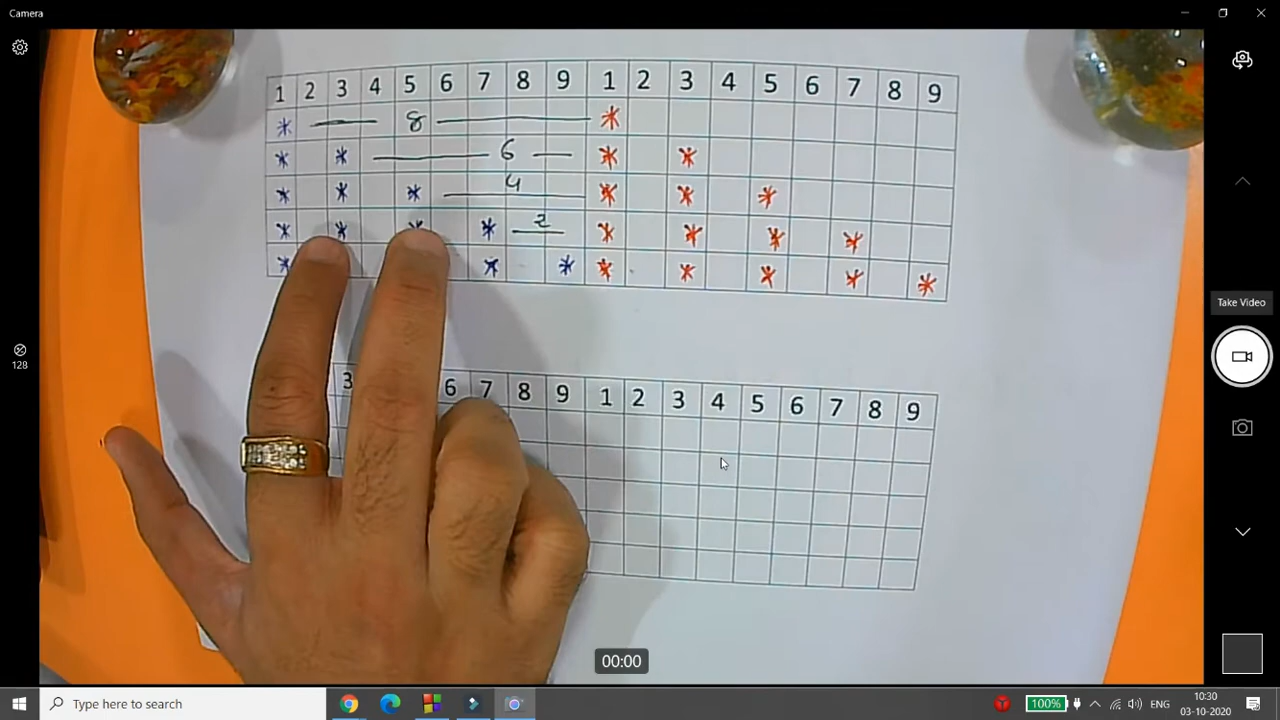 Camera
1 2 3 4 5 6 7 8 9 1 2 3 4 5 6 7 8 9
* 8 *
* * 6 * *
* * * 4 * * *
* * * * 2 * * * *
* * * * * * * *
3 6 7 8 9 1 2 3 4 5 6 7 8 9
Take Video
128
00:00
Type here to search
100%
ENG
10:30
03-10-2020